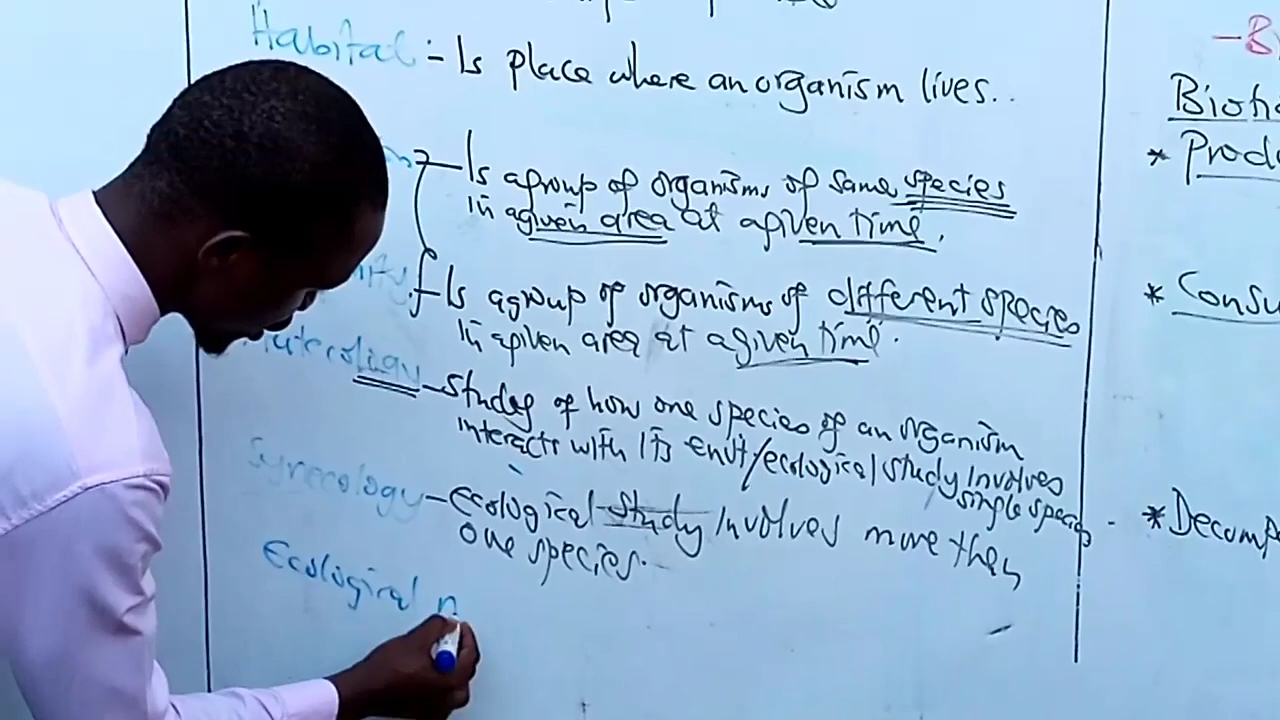 Habitat :- Is place where an organism lives..
Is a group of organisms of same species
in a given area at a given time.
Is a group of organisms of different species
in a given area at a given time.
Autecology - Study of how one species of an organism
interacts with its envt/ecological study involves
single species.
Synecology - ecological study involves more then
one species.
Ecological n
* Produ
* Consu
* Decomp